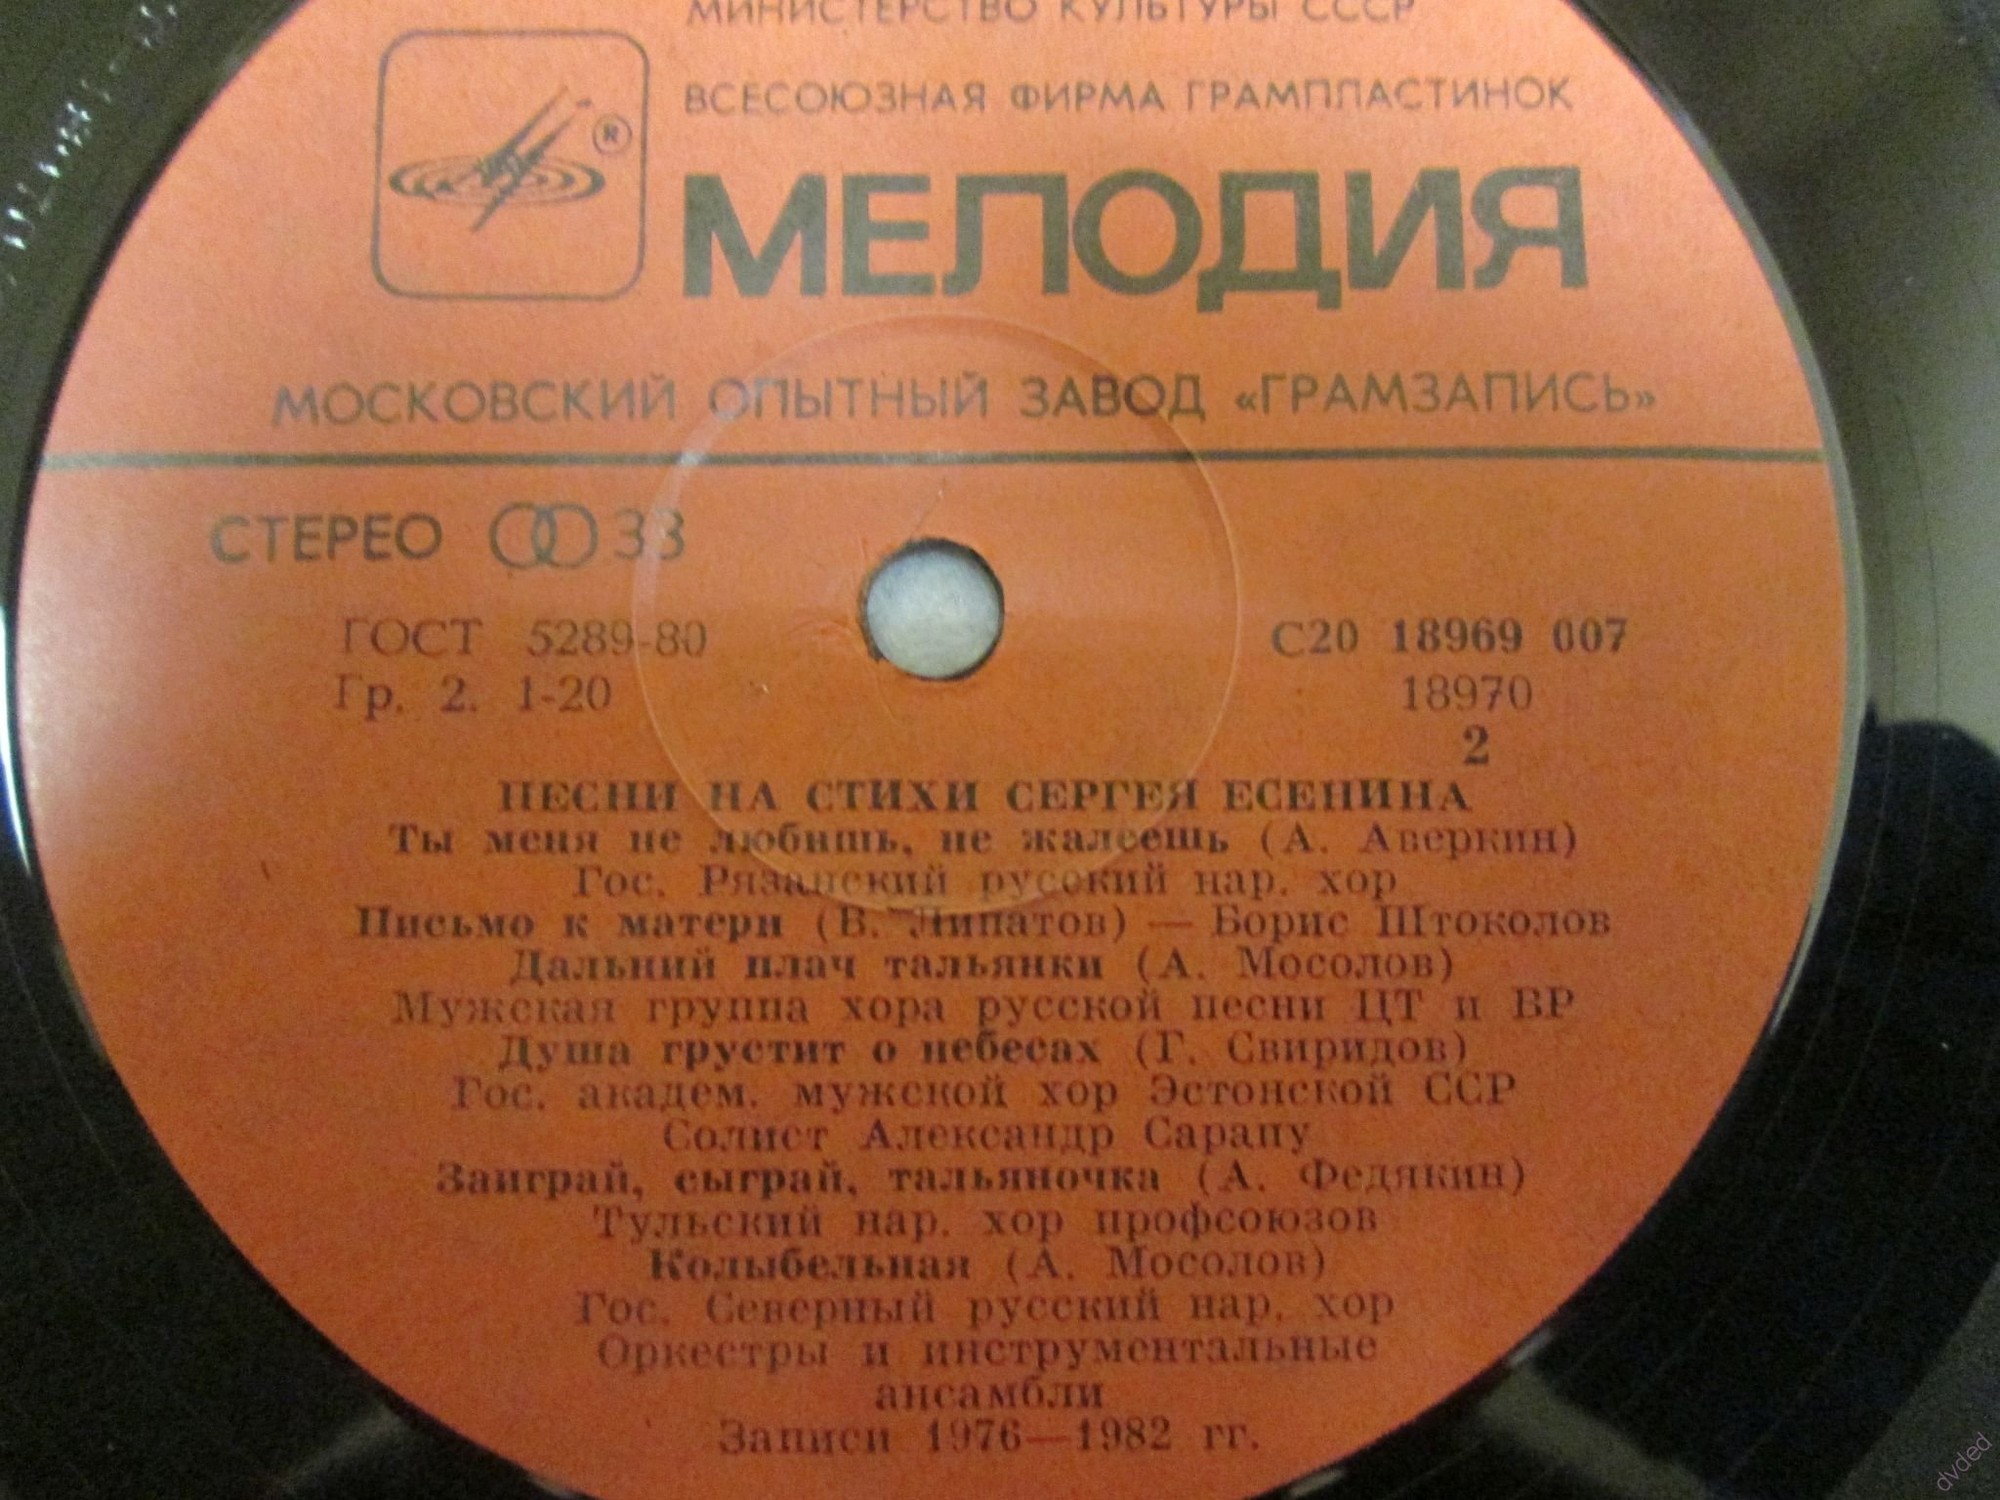 МИНИСТЕРСТВО КУЛЬТУРЫ СССР
ВСЕСОЮЗНАЯ ФИРМА ГРАМПЛАСТИНОК
®
МЕЛОДИЯ
МОСКОВСКИЙ ОПЫТНЫЙ ЗАВОД «ГРАМЗАПИСЬ»
СТЕРЕО 33
ГОСТ 5289-80
Гр. 2. 1-20
С20 18969 007
18970
2
ПЕСНИ НА СТИХИ СЕРГЕЯ ЕСЕНИНА
Ты меня не любишь, не жалеешь (А. Аверкин)
Гос. Рязанский русский нар. хор
Письмо к матери (В. Липатов) — Борис Штоколов
Дальний плач тальянки (А. Мосолов)
Мужская группа хора русской песни ЦТ и ВР
Душа грустит о небесах (Г. Свиридов)
Гос. академ. мужской хор Эстонской ССР
Солист Александр Сарапу
Заиграй, сыграй, тальяночка (А. Федякин)
Тульский нар. хор профсоюзов
Колыбельная (А. Мосолов)
Гос. Северный русский нар. хор
Оркестры и инструментальные
ансамбли
Записи 1976—1982 гг.
dvded